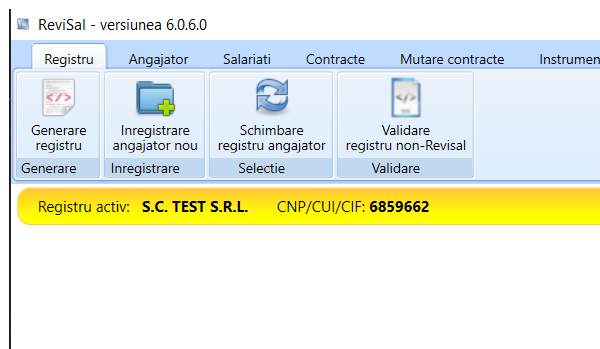 ReviSal - versiunea 6.0.6.0
Registru Angajator Salariati Contracte Mutare contracte Instrumen
Generare registru
Inregistrare angajator nou
Schimbare registru angajator
Validare registru non-Revisal
Generare Inregistrare Selectie Validare
Registru activ: S.C. TEST S.R.L. CNP/CUI/CIF: 6859662